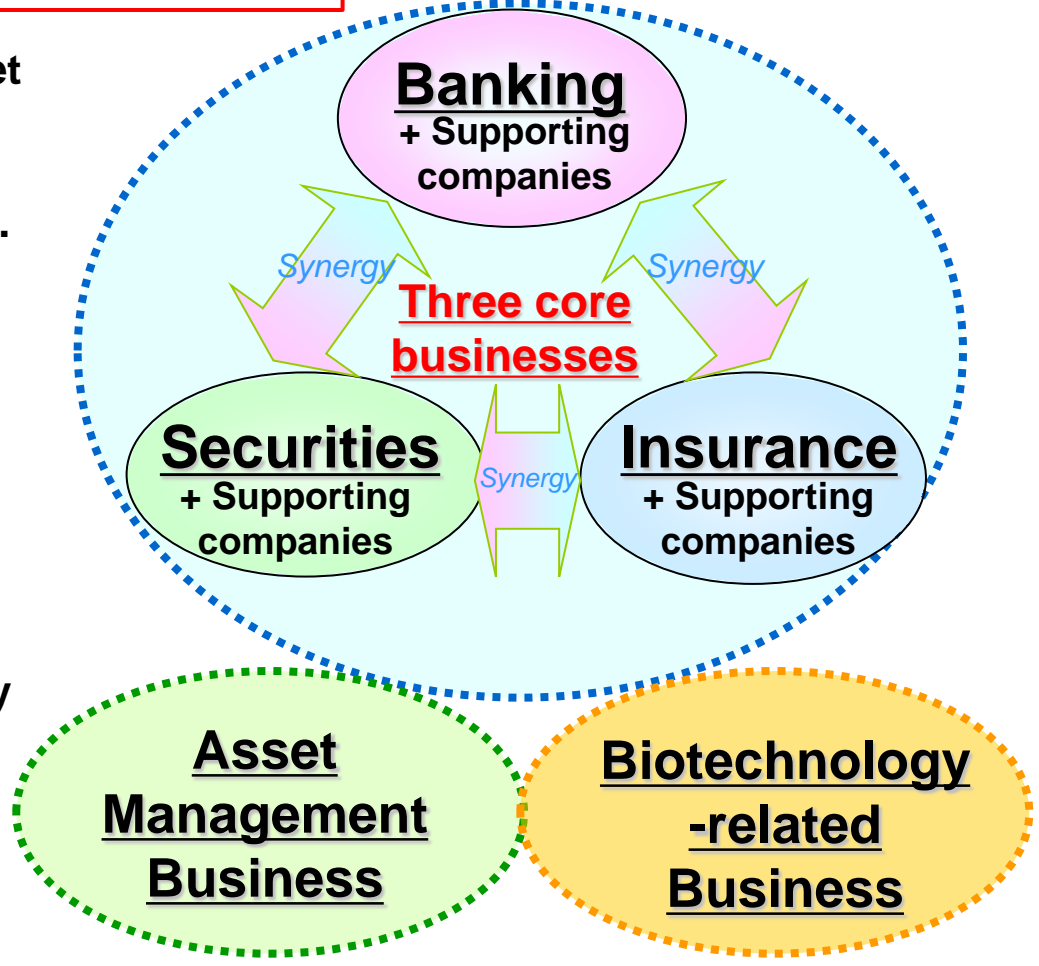 et
Banking
+ Supporting
companies
.
Synergy
Synergy
Three core
businesses
Securities
+ Supporting
companies
Synergy
Insurance
+ Supporting
companies
y
Asset
Management
Business
Biotechnology
-related
Business